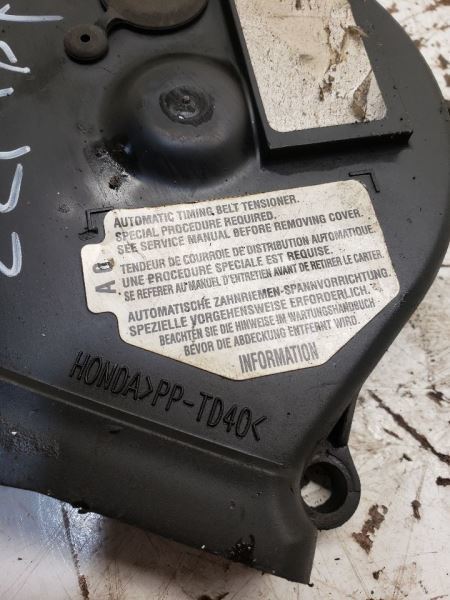 AUTOMATIC TIMING BELT TENSIONER.
SPECIAL PROCEDURE REQUIRED.
SEE SERVICE MANUAL BEFORE REMOVING COVER.
TENDEUR DE COURROIE DE DISTRIBUTION AUTOMATIQUE.
UNE PROCEDURE SPECIALE EST REQUISE.
SE REFERER AU MANUEL D'ENTRETIEN AVANT DE RETIRER LE CARTER.
AUTOMATISCHE ZAHNRIEMEN-SPANNVORRICHTUNG.
SPEZIELLE VORGEHENSWEISE ERFORDERLICH.
BEACHTEN SIE DIE HINWEISE IM WARTUNGSHANDBUCH
BEVOR DIE ABDECKUNG ENTFERNT WIRD.
INFORMATION
HONDA>PP-TD40<